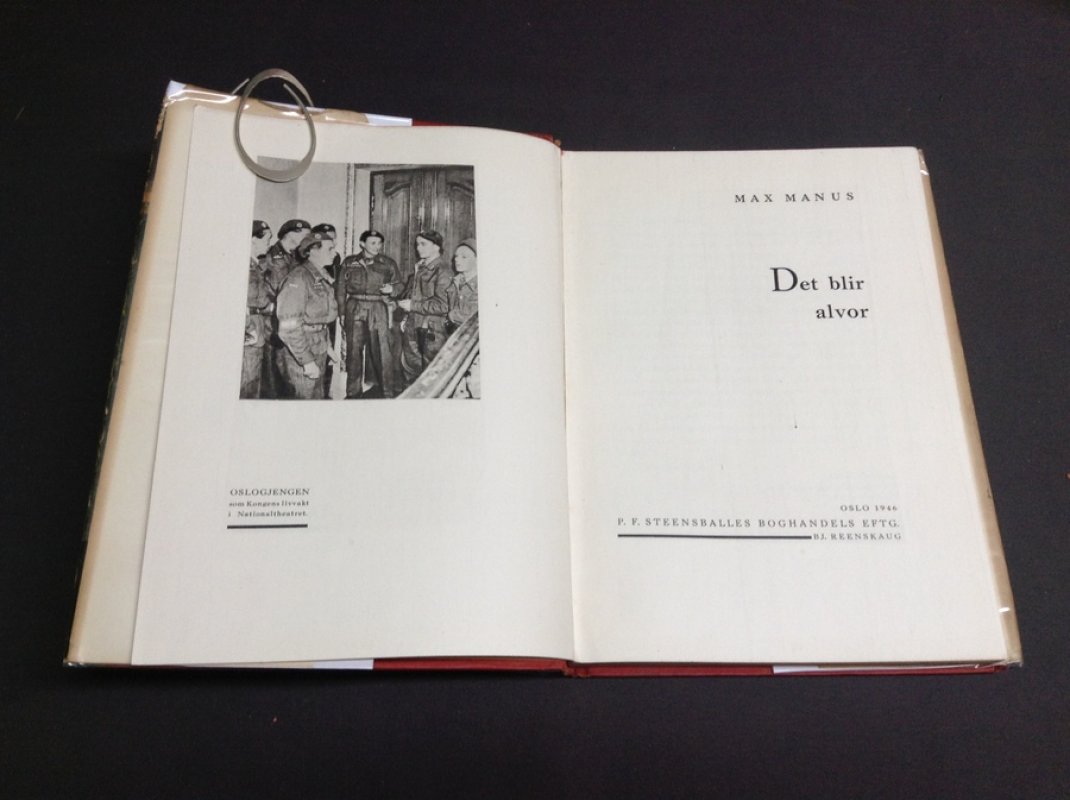 OSLOGJENGEN
som Kongens livvakt
i Nationaltheatret.
MAX MANUS
Det blir
alvor
OSLO 1946
P. F. STEENSBALLES BOGHANDELS EFTG.
BJ. REENSKAUG